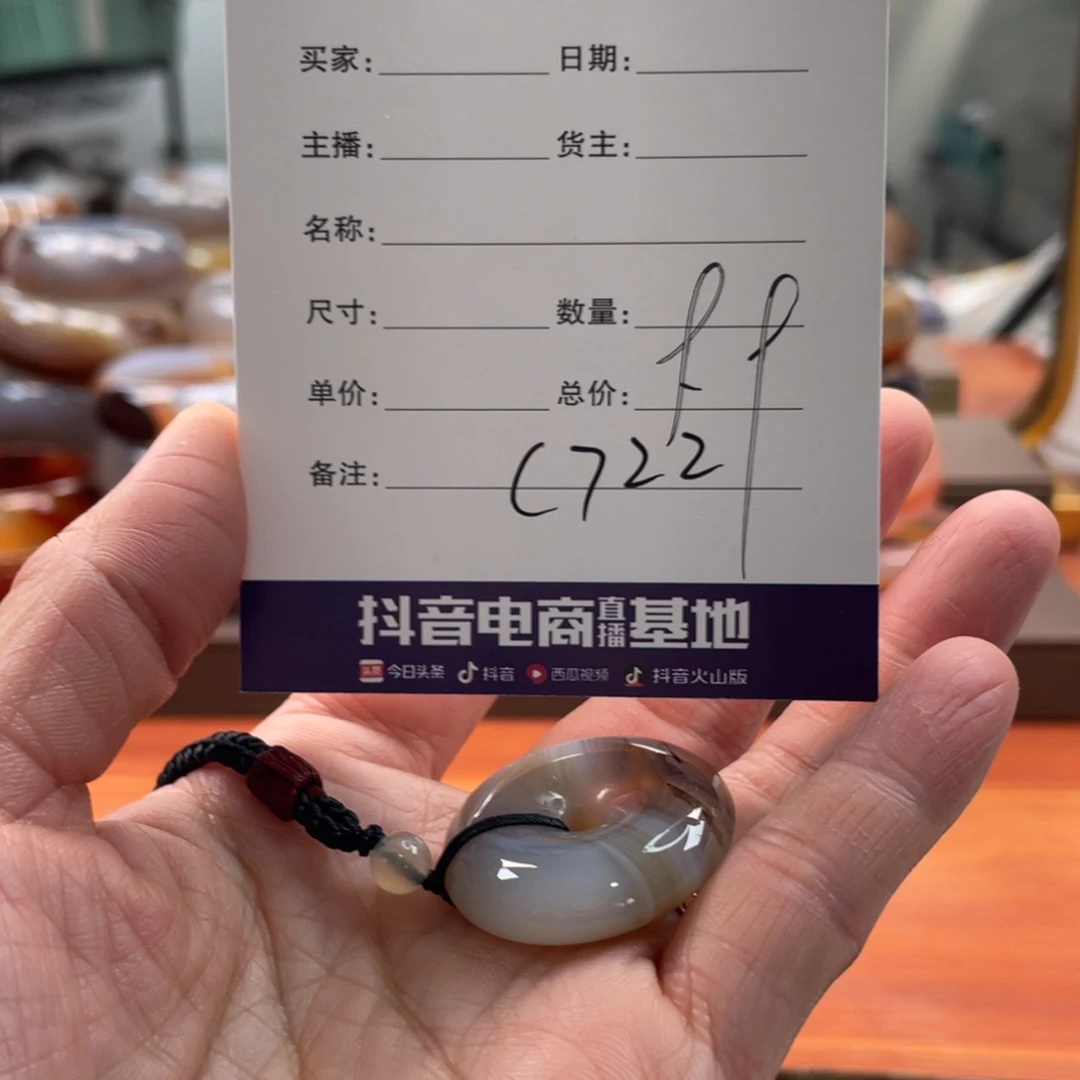 买家: 日期:
主播: 货主:
名称:
尺寸: 数量:
单价: 总价:
备注: C722
抖音电商直播基地
头条 今日头条 抖音 西瓜视频 抖音火山版